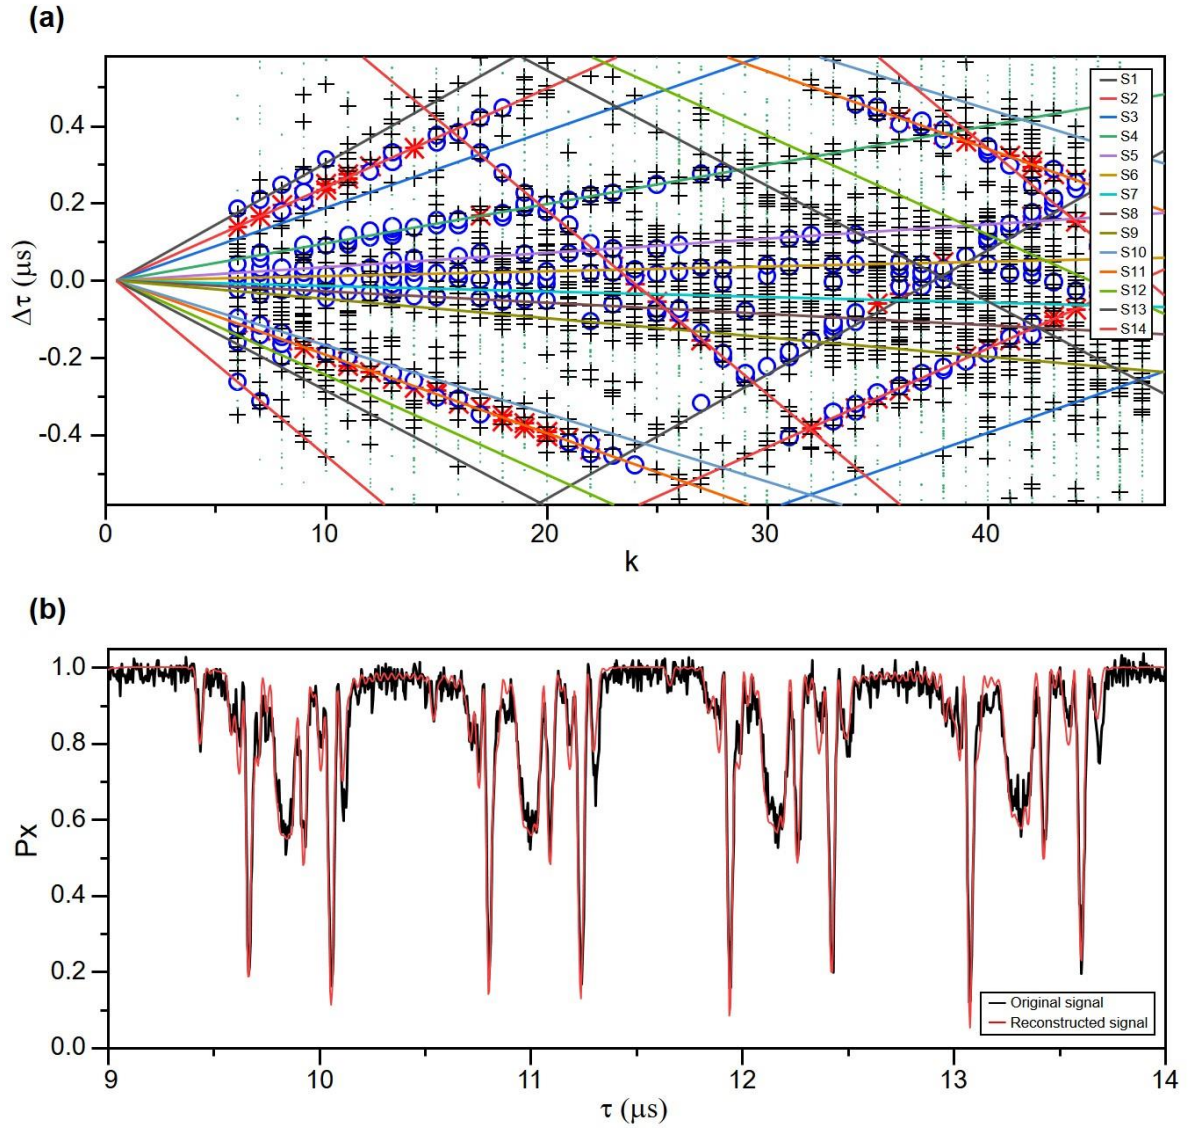 (a)
0.4
0.2
0.0
-0.2
-0.4
Δτ (μs)
0 10 20 30 40
k
S1
S2
S3
S4
S5
S6
S7
S8
S9
S10
S11
S12
S13
S14
(b)
1.0
0.8
0.6
0.4
0.2
0.0
Px
9 10 11 12 13 14
τ (μs)
Original signal
Reconstructed signal